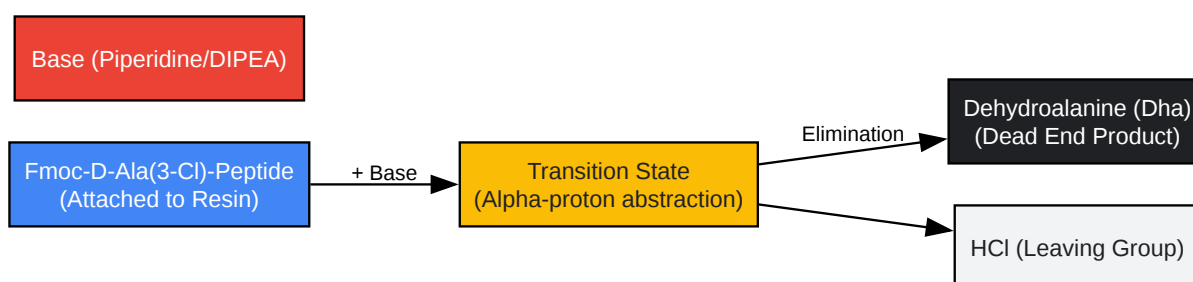 Base (Piperidine/DIPEA)
Fmoc-D-Ala(3-Cl)-Peptide
(Attached to Resin)
+ Base
Transition State
(Alpha-proton abstraction)
Elimination
Dehydroalanine (Dha)
(Dead End Product)
HCl (Leaving Group)